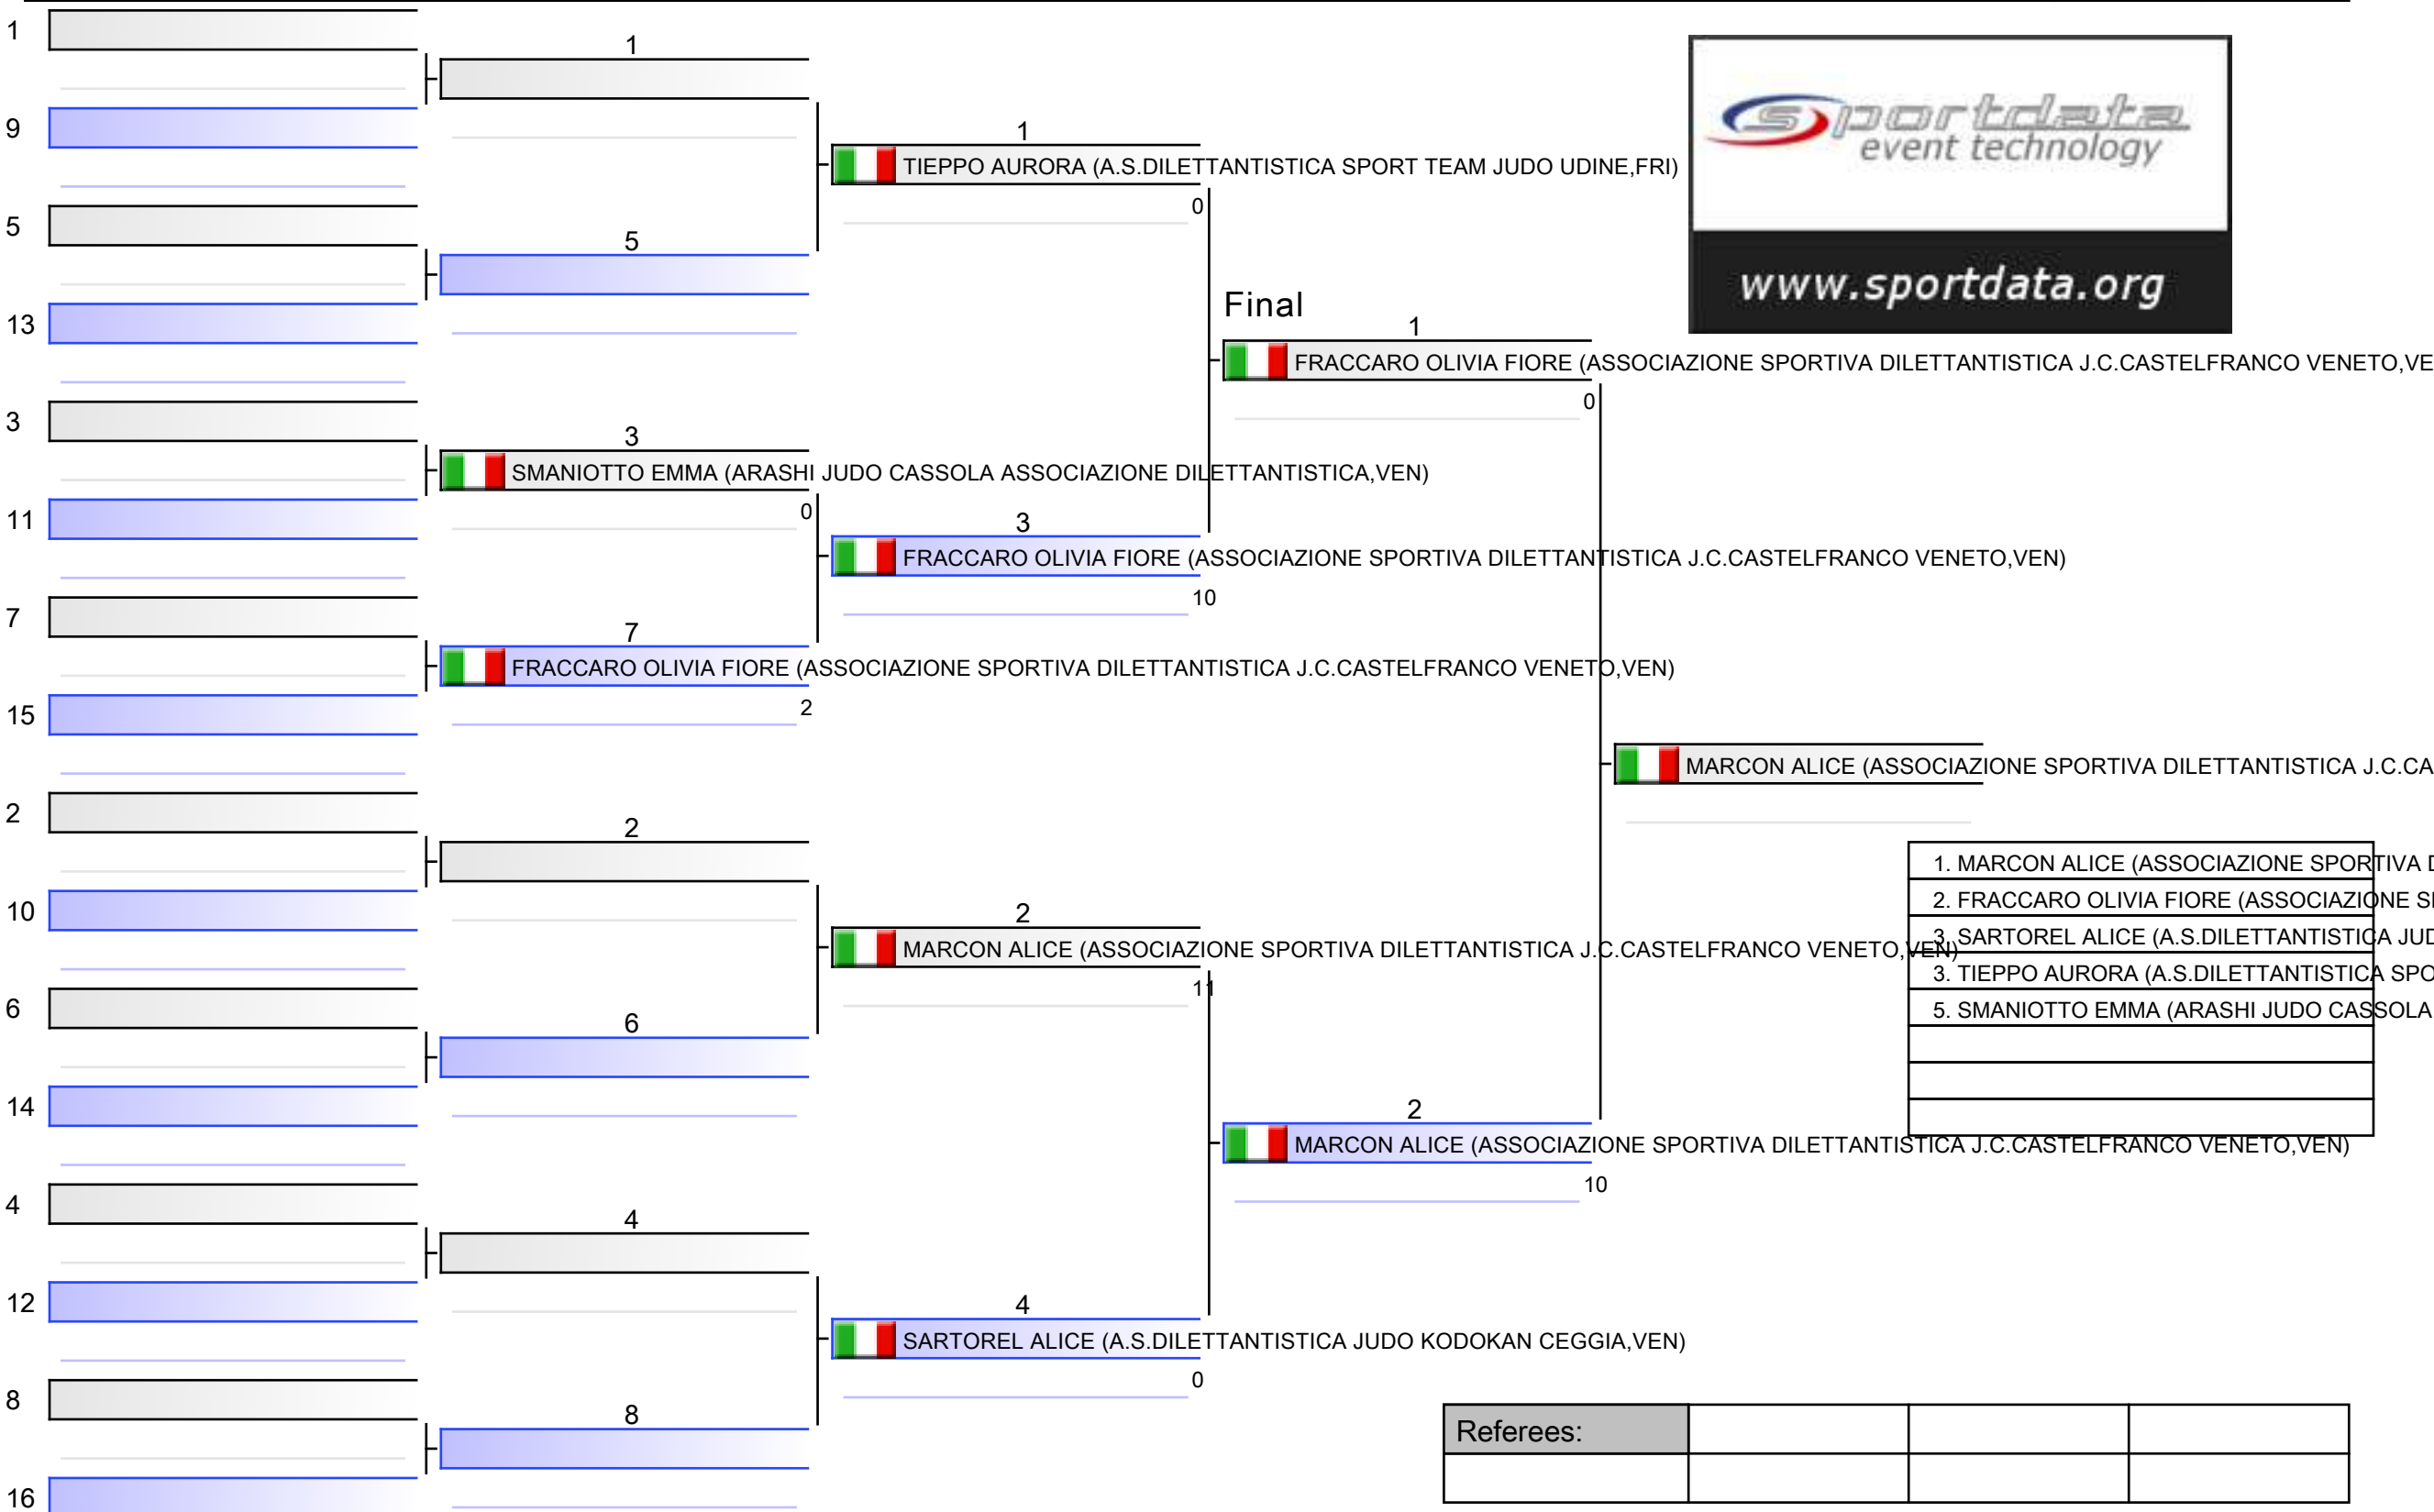 1
1
9
1
TIEPPO AURORA (A.S.DILETTANTISTICA SPORT TEAM JUDO UDINE,FRI)
0
sportdata
event technology
www.sportdata.org
5
5
13
Final
1
FRACCARO OLIVIA FIORE (ASSOCIAZIONE SPORTIVA DILETTANTISTICA J.C.CASTELFRANCO VENETO,VE
0
3
3
SMANIOTTO EMMA (ARASHI JUDO CASSOLA ASSOCIAZIONE DILETTANTISTICA,VEN)
0
11
3
FRACCARO OLIVIA FIORE (ASSOCIAZIONE SPORTIVA DILETTANTISTICA J.C.CASTELFRANCO VENETO,VEN)
10
7
7
FRACCARO OLIVIA FIORE (ASSOCIAZIONE SPORTIVA DILETTANTISTICA J.C.CASTELFRANCO VENETO,VEN)
2
15
MARCON ALICE (ASSOCIAZIONE SPORTIVA DILETTANTISTICA J.C.CA
2
2
10
2
MARCON ALICE (ASSOCIAZIONE SPORTIVA DILETTANTISTICA J.C.CASTELFRANCO VENETO,VEN)
11
1. MARCON ALICE (ASSOCIAZIONE SPORTIVA D
2. FRACCARO OLIVIA FIORE (ASSOCIAZIONE S
3. SARTOREL ALICE (A.S.DILETTANTISTICA JUD
3. TIEPPO AURORA (A.S.DILETTANTISTICA SPO
5. SMANIOTTO EMMA (ARASHI JUDO CASSOLA
6
6
14
2
MARCON ALICE (ASSOCIAZIONE SPORTIVA DILETTANTISTICA J.C.CASTELFRANCO VENETO,VEN)
10
4
4
12
4
SARTOREL ALICE (A.S.DILETTANTISTICA JUDO KODOKAN CEGGIA,VEN)
0
8
8
16
Referees: